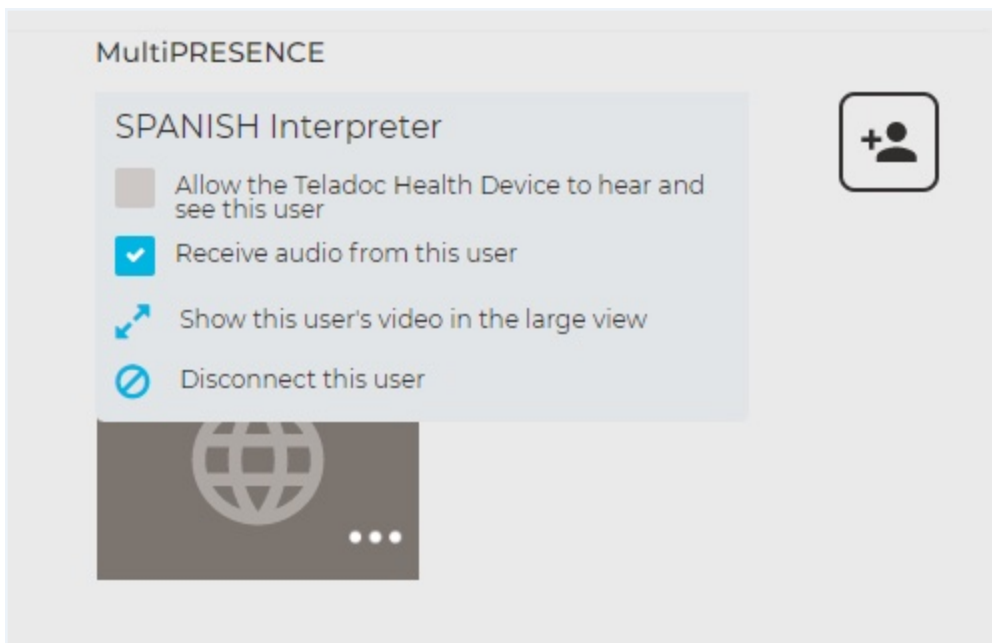 MultiPRESENCE
SPANISH Interpreter
Allow the Teladoc Health Device to hear and
see this user
Receive audio from this user
Show this user's video in the large view
Disconnect this user